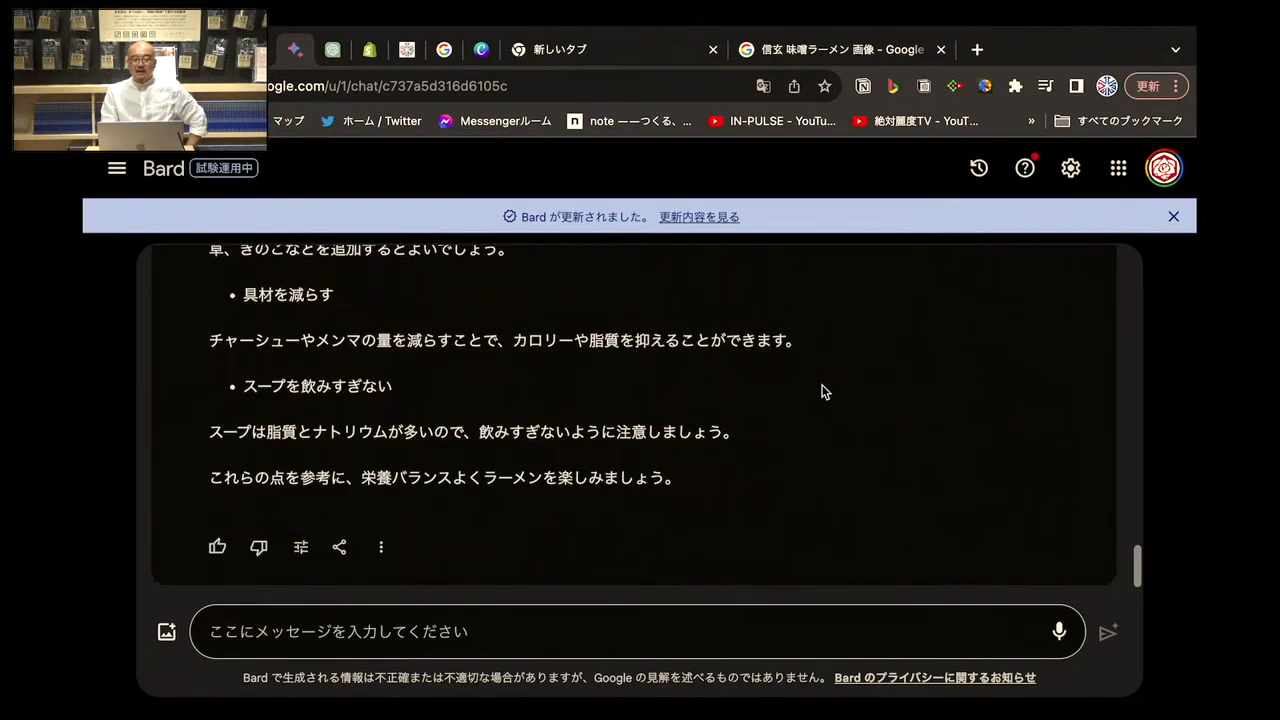 新しいタブ
信玄 味噌ラーメン 画像 - Google
ogle.com/u/1/chat/c737a5d316d6105c
更新
マップ
ホーム / Twitter
Messengerルーム
note ーーつくる、...
IN-PULSE - YouTu...
絶対麗度 TV - YouT...
»
すべてのブックマーク
Bard 試験運用中
Bard が更新されました。 更新内容を見る
草、きのこなどを追加するとよいでしょう。
• 具材を減らす
チャーシューやメンマの量を減らすことで、カロリーや脂質を抑えることができます。
• スープを飲みすぎない
スープは脂質とナトリウムが多いので、飲みすぎないように注意しましょう。
これらの点を参考に、栄養バランスよくラーメンを楽しみましょう。
ここにメッセージを入力してください
Bard で生成される情報は不正確または不適切な場合がありますが、Google の見解を述べるものではありません。 Bard のプライバシーに関するお知らせ